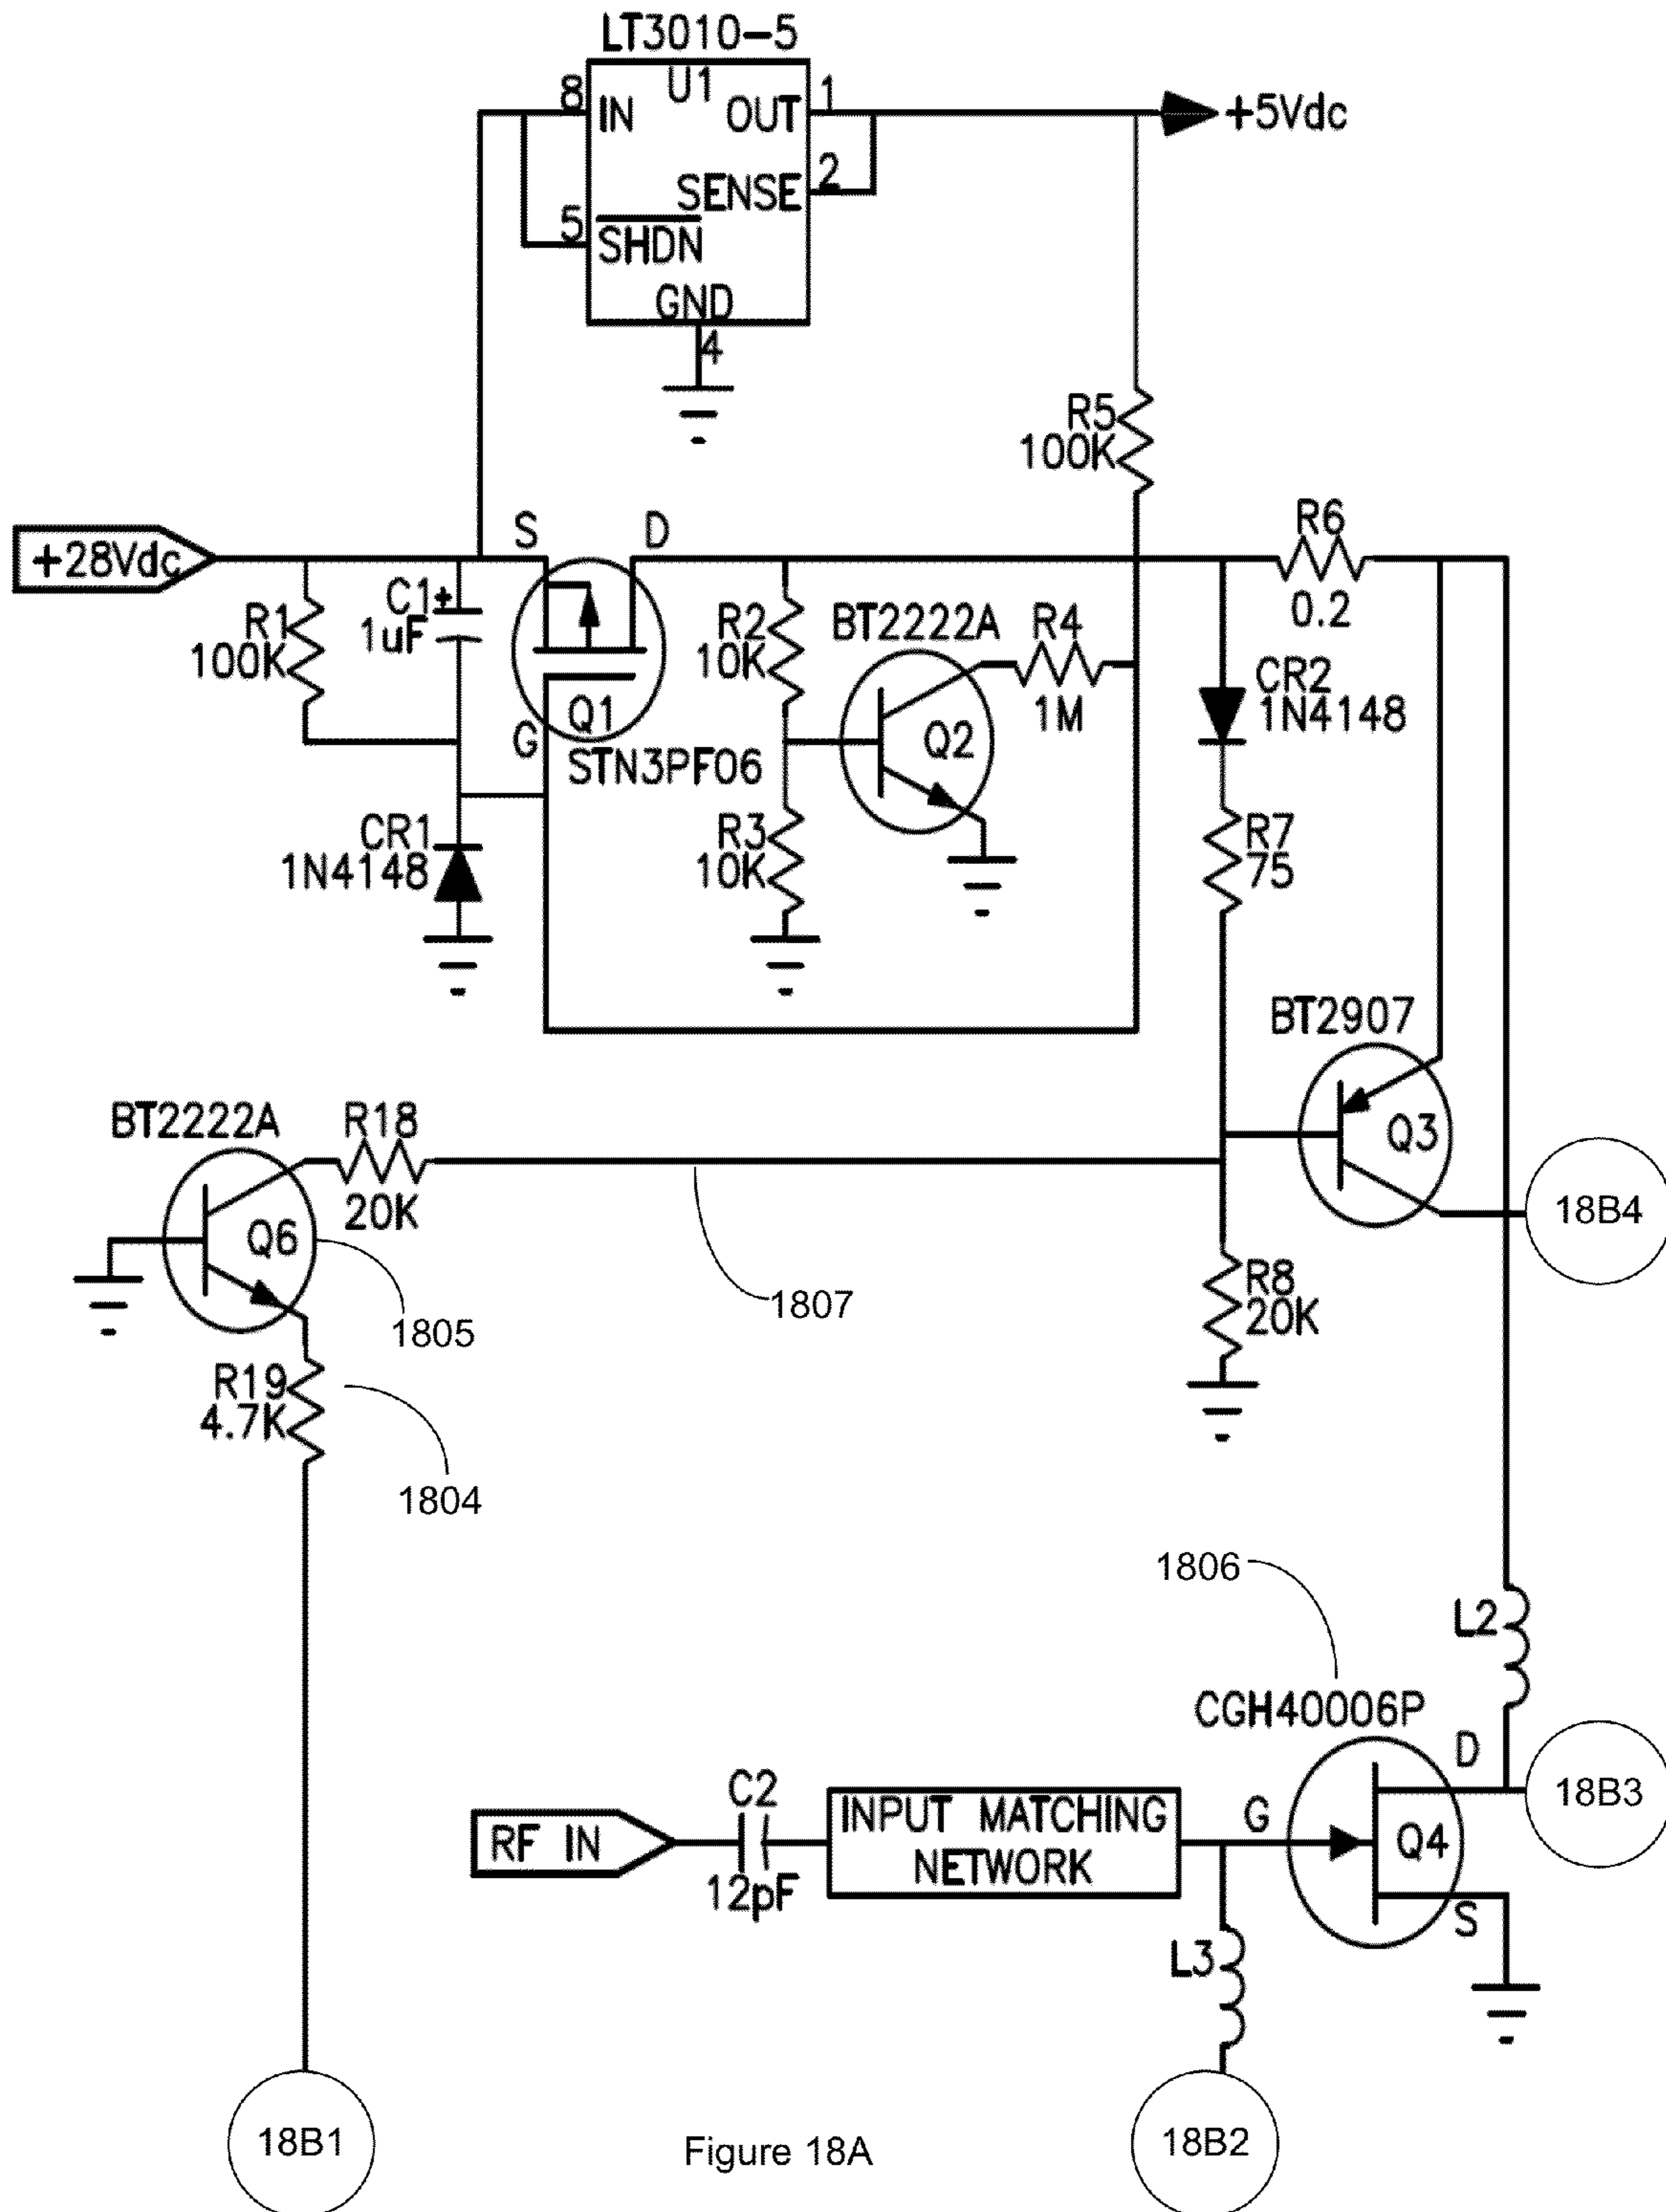 LT3010-5
U1
8
IN
OUT
1
+5Vdc
SENSE
2
5
SHDN
GND
4
R5
100K
+28Vdc
S
D
R6
0.2
R1
100K
C1
+
1uF
R2
10K
BT2222A
R4
1M
Q1
G
STN3PF06
Q2
CR2
1N4148
CR1
1N4148
R3
10K
R7
75
BT2907
Q3
BT2222A
R18
20K
Q6
18B4
1807
1805
R8
20K
R19
4.7K
1804
1806
L2
CGH40006P
D
18B3
C2
RF IN
12pF
INPUT MATCHING
NETWORK
G
Q4
S
L3
18B1
Figure 18A
18B2